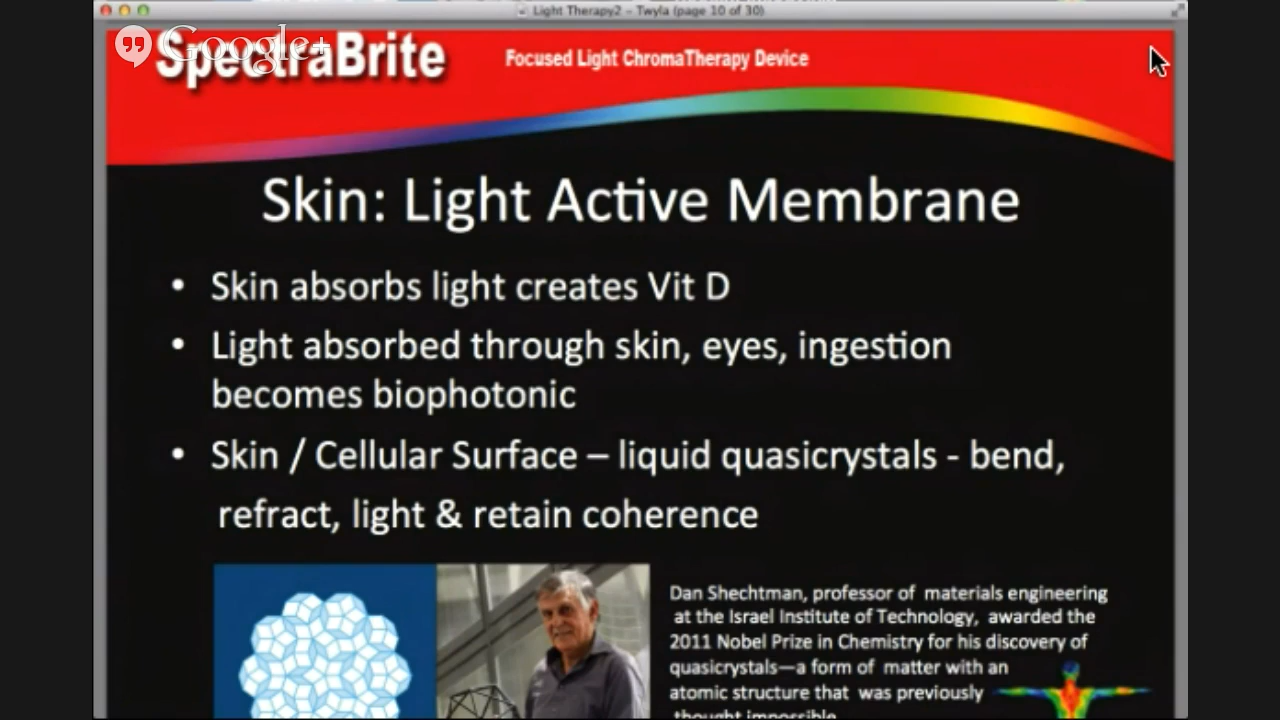 Light Therapy2 – Twyla (page 10 of 30)
Google+
SpectraBrite
Focused Light ChromaTherapy Device
Skin: Light Active Membrane
• Skin absorbs light creates Vit D
• Light absorbed through skin, eyes, ingestion
becomes biophotonic
• Skin / Cellular Surface – liquid quasicrystals - bend,
refract, light & retain coherence
Dan Shechtman, professor of materials engineering
at the Israel Institute of Technology, awarded the
2011 Nobel Prize in Chemistry for his discovery of
quasicrystals—a form of matter with an
atomic structure that was previously
thought impossible